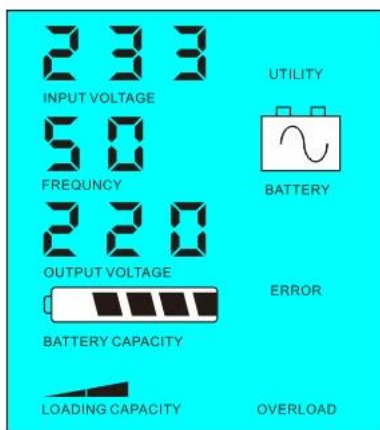 233
UTILITY
INPUT VOLTAGE
50
FREQUNCY
BATTERY
220
OUTPUT VOLTAGE
ERROR
BATTERY CAPACITY
LOADING CAPACITY
OVERLOAD